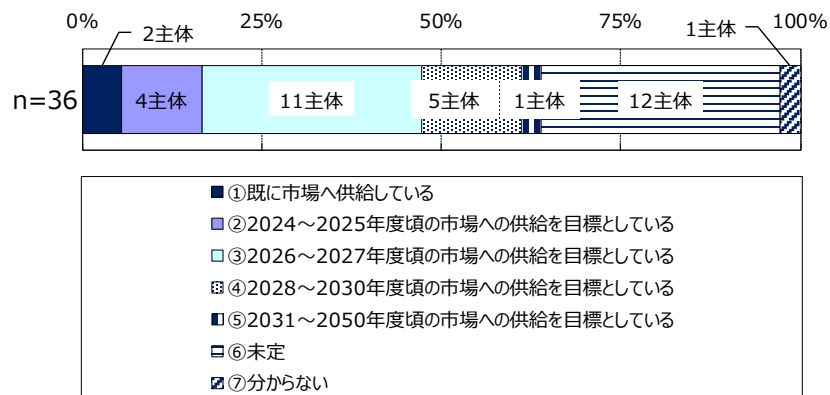 0% 25% 50% 75% 100%
2主体 1主体
n=36 4主体 11主体 5主体 1主体 12主体
①既に市場へ供給している
②2024～2025年度頃の市場への供給を目標としている
③2026～2027年度頃の市場への供給を目標としている
④2028～2030年度頃の市場への供給を目標としている
⑤2031～2050年度頃の市場への供給を目標としている
⑥未定
⑦分からない